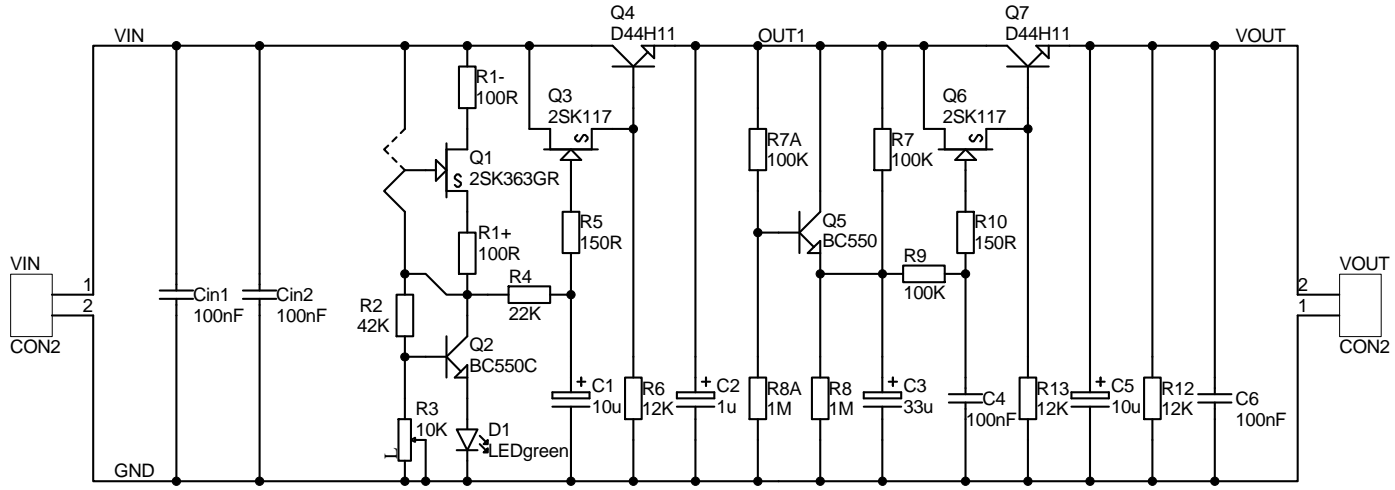 VIN
Q4
D44H11
OUT1
Q7
D44H11
VOUT
R1-
100R
Q3
2SK117
S
Q6
2SK117
S
R7A
100K
R7
100K
Q1
2SK363GR
S
R5
150R
Q5
BC550
R10
150R
R1+
100R
R9
100K
VIN
1
2
CON2
Cin1
100nF
Cin2
100nF
R2
42K
R4
22K
VOUT
2
1
CON2
Q2
BC550C
R3
10K
D1
LEDgreen
+
C1
10u
R6
12K
+
C2
1u
R8A
1M
R8
1M
+
C3
33u
C4
100nF
R13
12K
+
C5
10u
R12
12K
C6
100nF
GND